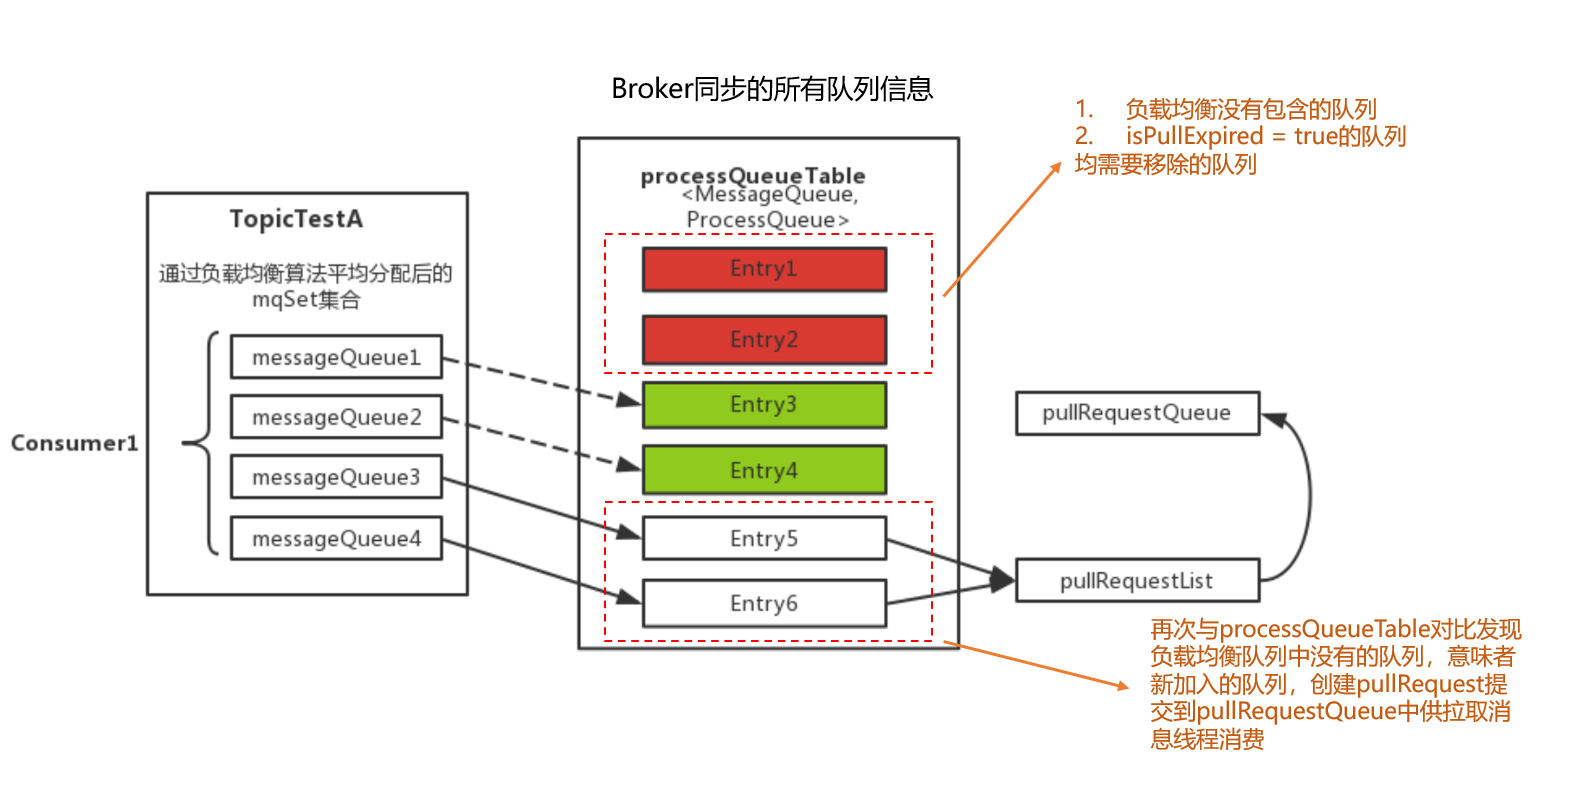 Broker同步的所有队列信息
1. 负载均衡没有包含的队列
2. isPullExpired = true的队列
均需要移除的队列
processQueueTable
<MessageQueue,
ProcessQueue>
TopicTestA
通过负载均衡算法平均分配后的
mqSet集合
Entry1
Entry2
messageQueue1
Entry3
messageQueue2
Entry4
Consumer1
messageQueue3
Entry5
messageQueue4
Entry6
pullRequestQueue
pullRequestList
再次与processQueueTable对比发现
负载均衡队列中没有的队列，意味者
新加入的队列，创建pullRequest提
交到pullRequestQueue中供拉取消
息线程消费